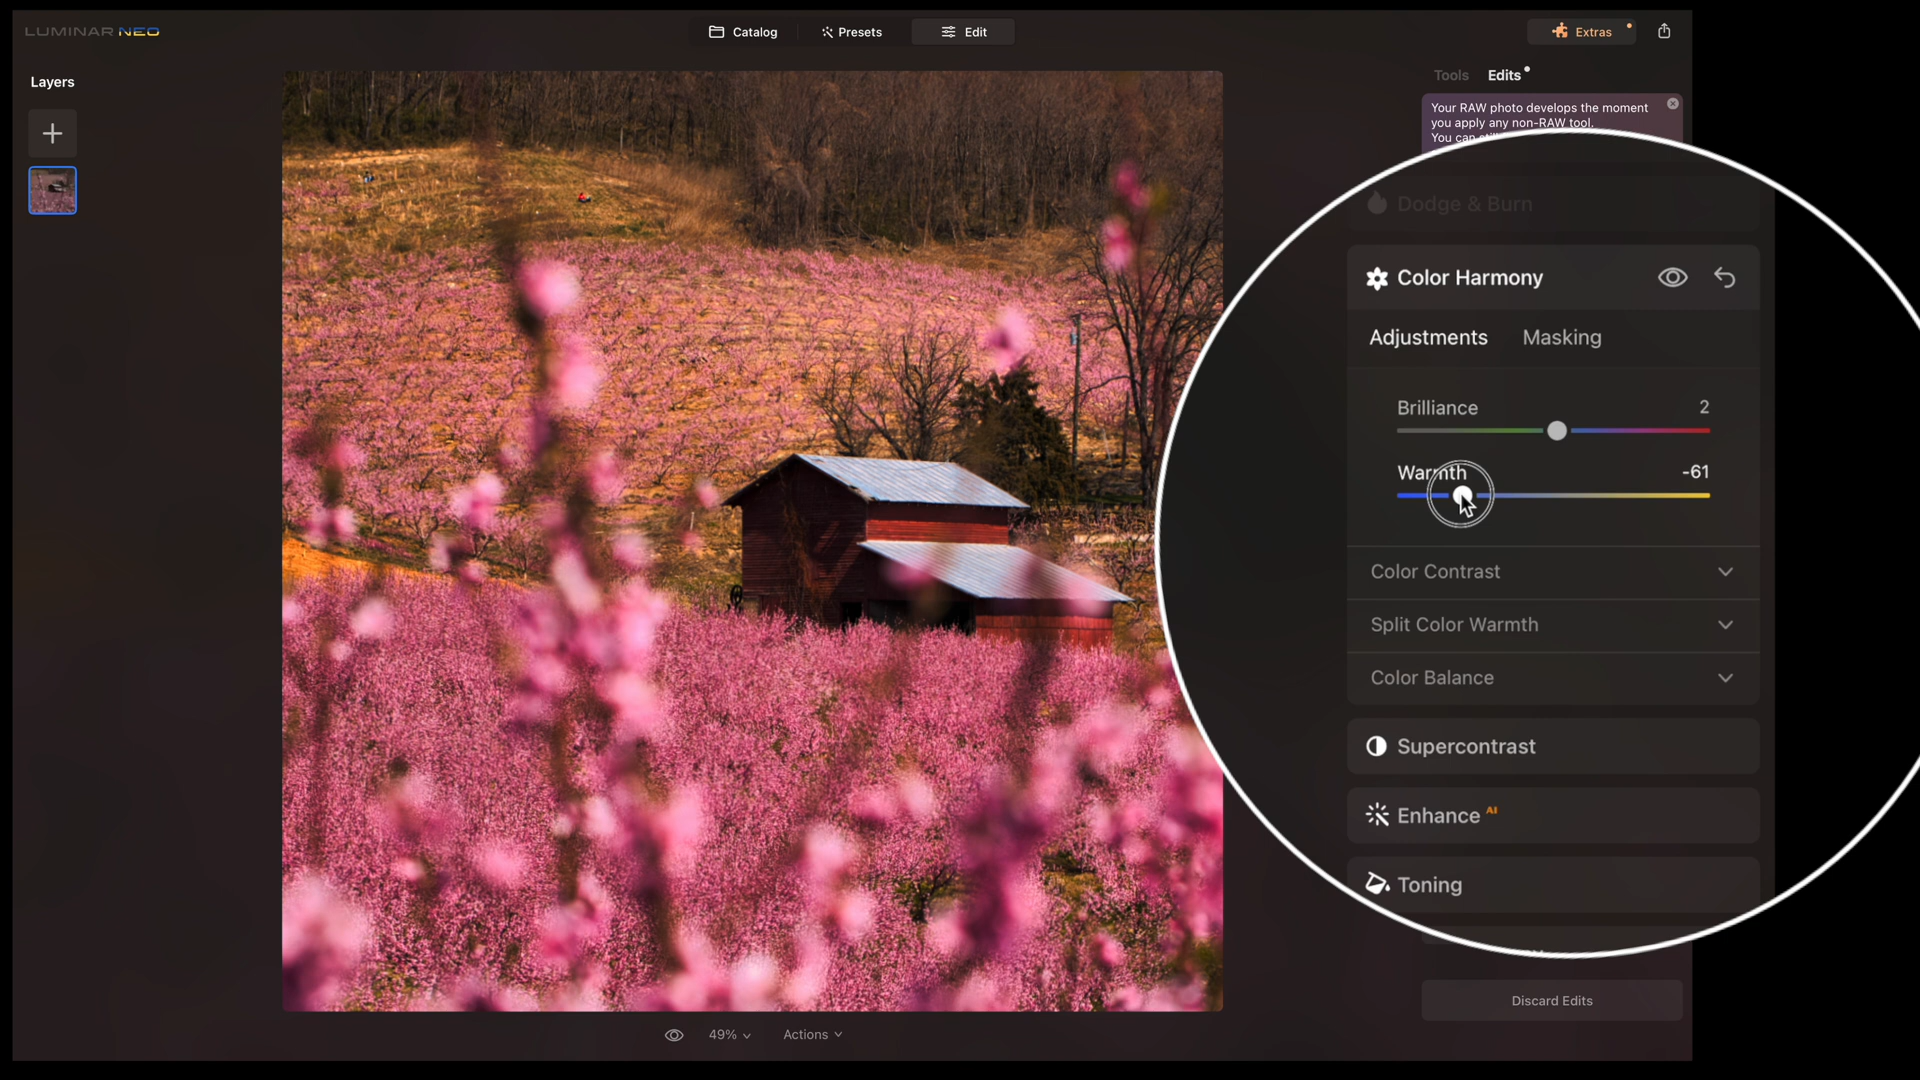 LUMINAR NEO
Catalog
Presets
Edit
Extras
Layers
Tools
Edits
Your RAW photo develops the moment
you apply any non-RAW tool.
You can
Dodge & Burn
Color Harmony
Adjustments
Masking
Brilliance
2
Warmth
-61
Color Contrast
Split Color Warmth
Color Balance
Supercontrast
Enhance AI
Toning
Discard Edits
49%
Actions